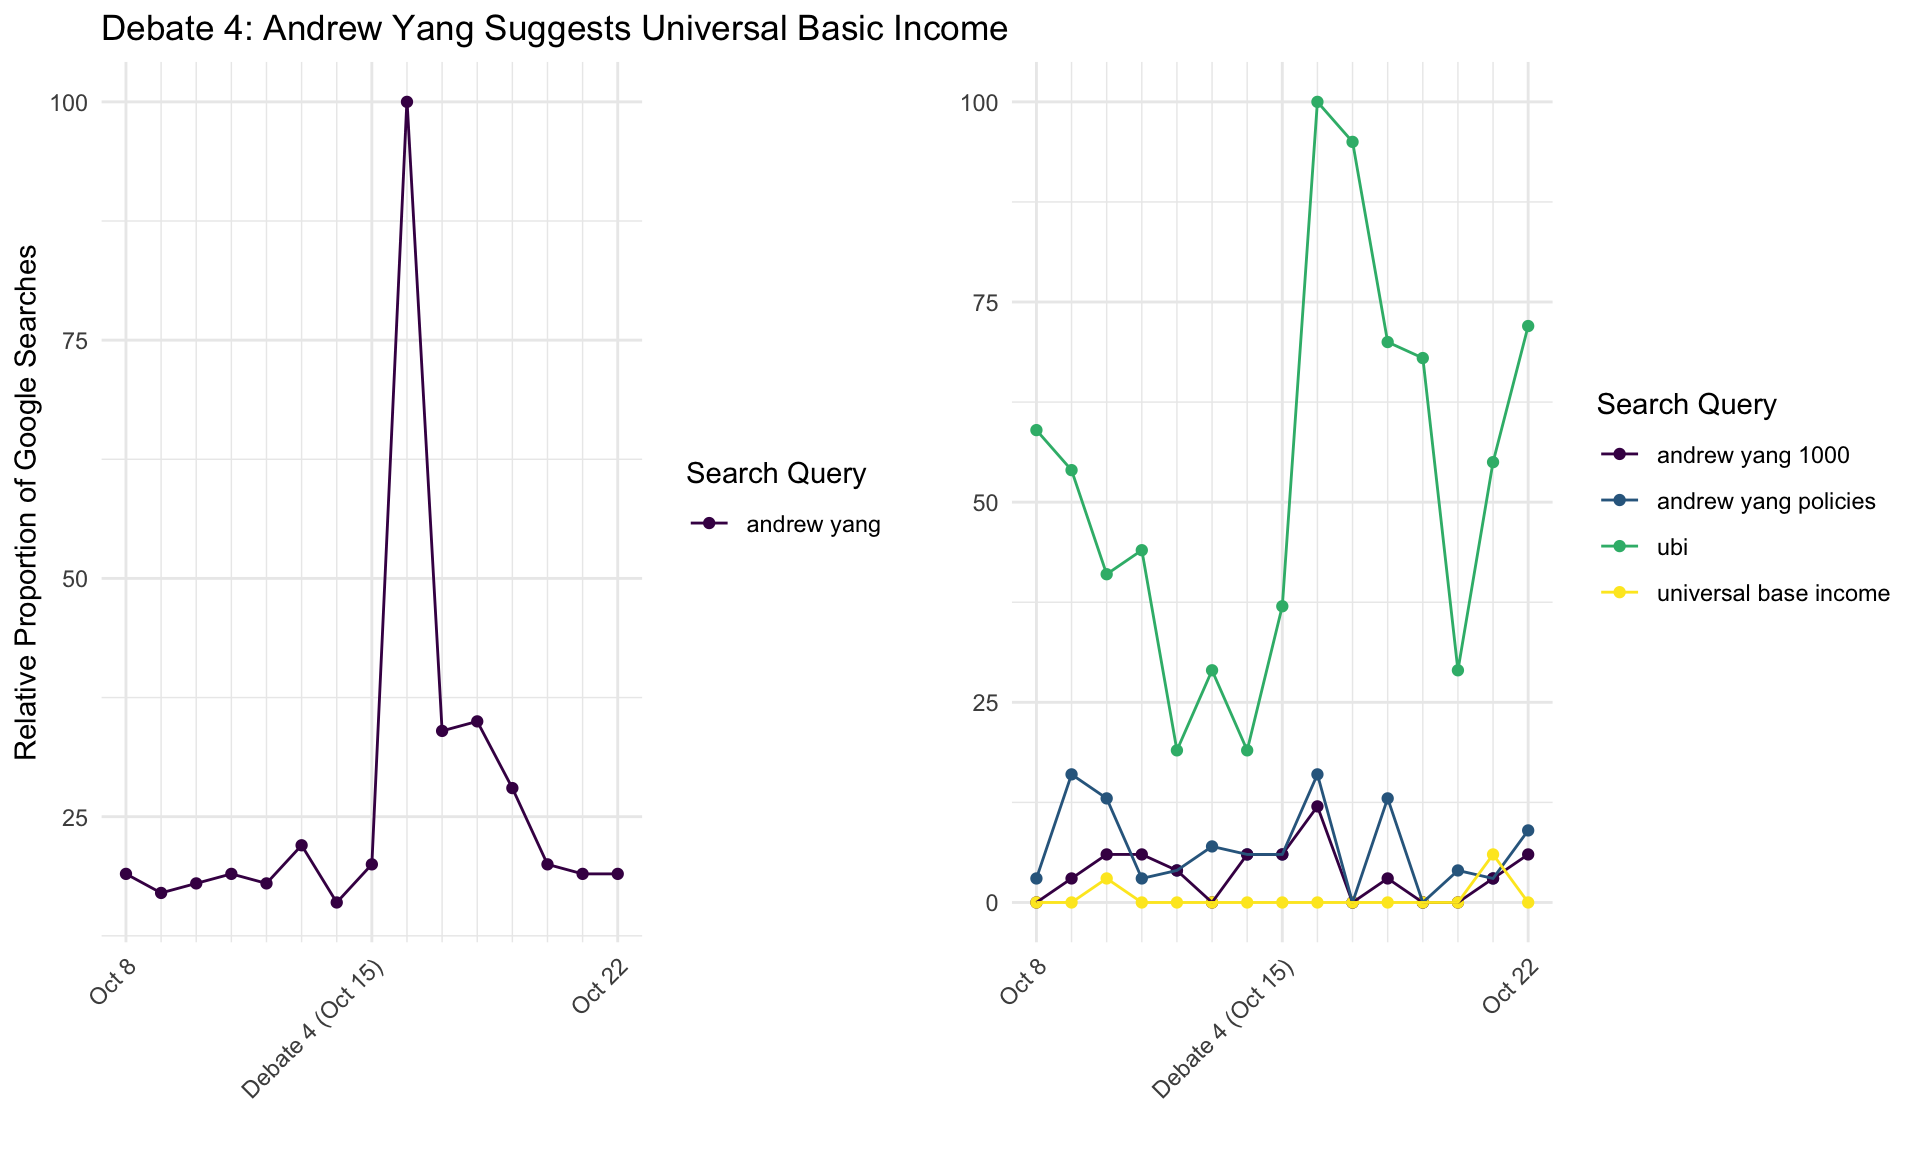 Debate 4: Andrew Yang Suggests Universal Basic Income
Relative Proportion of Google Searches
100
75
50
25
Oct 8
Debate 4 (Oct 15)
Oct 22
Search Query
andrew yang
100
75
50
25
0
Oct 8
Debate 4 (Oct 15)
Oct 22
Search Query
andrew yang 1000
andrew yang policies
ubi
universal base income